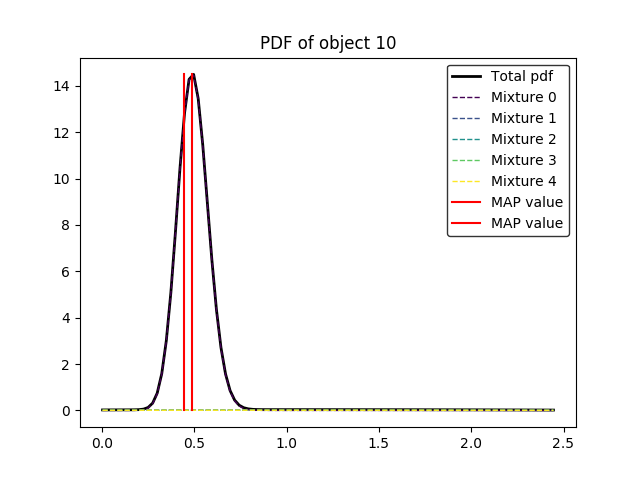 PDF of object 10
Total pdf
Mixture 0
Mixture 1
Mixture 2
Mixture 3
Mixture 4
MAP value
MAP value
14
12
10
8
6
4
2
0
0.0 0.5 1.0 1.5 2.0 2.5